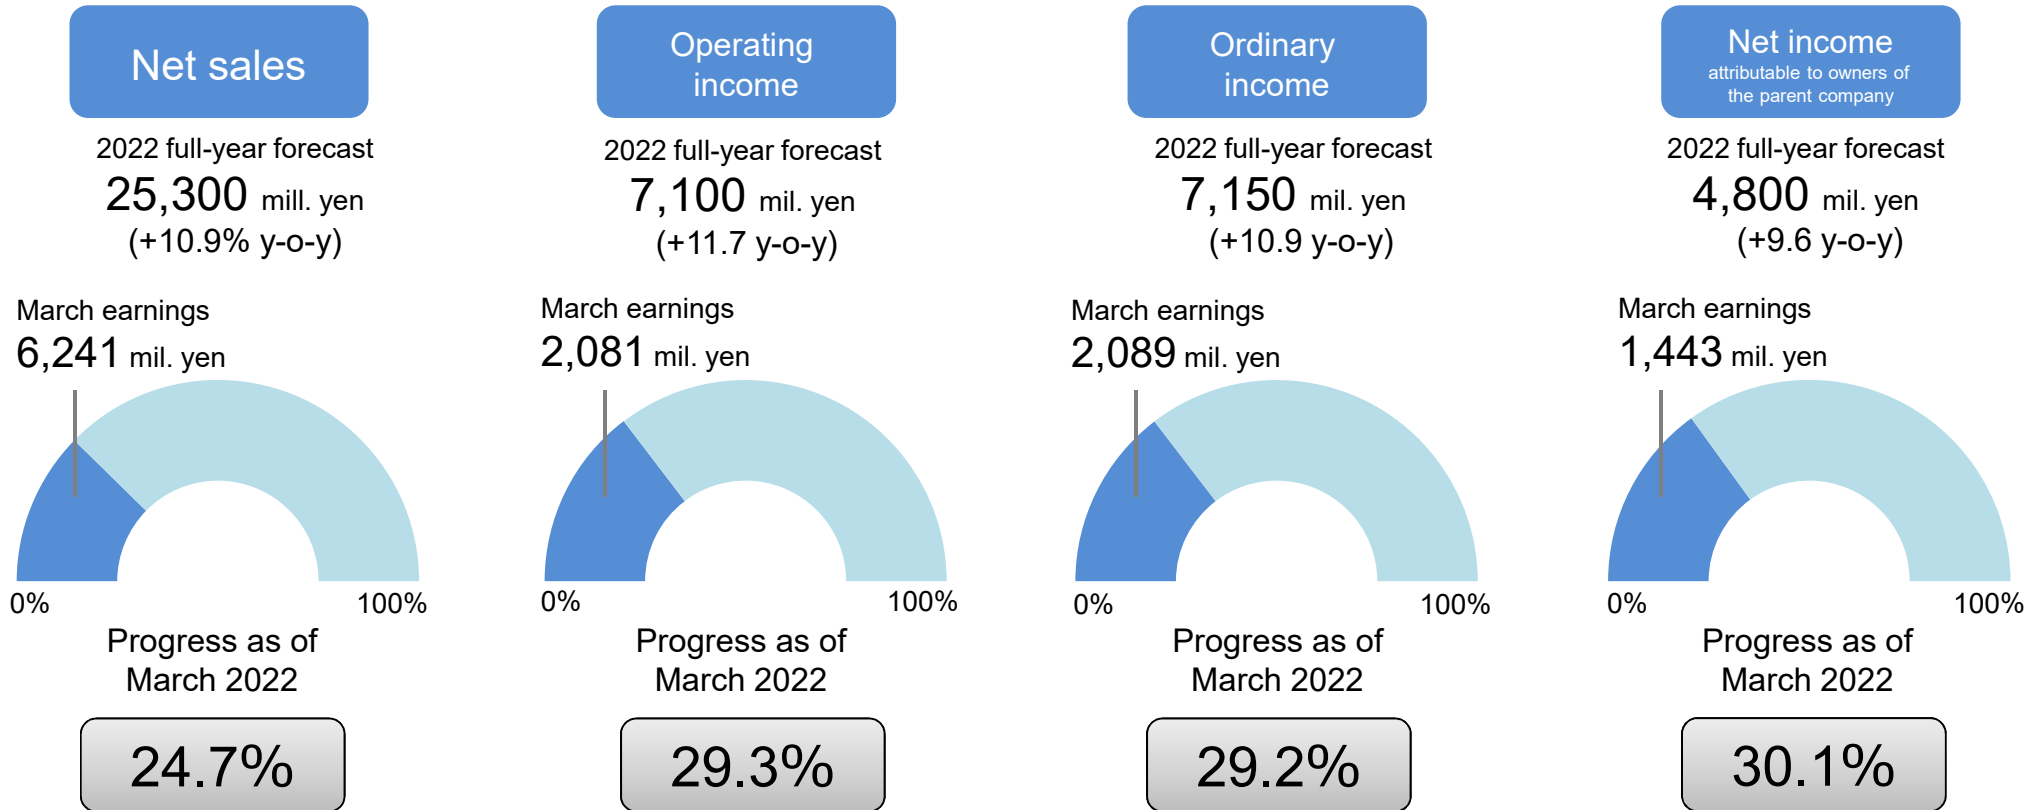 Net sales
2022 full-year forecast
25,300 mill. yen
(+10.9% y-o-y)
March earnings
6,241 mil. yen
0%
100%
Progress as of
March 2022
24.7%
Operating
income
2022 full-year forecast
7,100 mil. yen
(+11.7 y-o-y)
March earnings
2,081 mil. yen
0%
100%
Progress as of
March 2022
29.3%
Ordinary
income
2022 full-year forecast
7,150 mil. yen
(+10.9 y-o-y)
March earnings
2,089 mil. yen
0%
100%
Progress as of
March 2022
29.2%
Net income
attributable to owners of
the parent company
2022 full-year forecast
4,800 mil. yen
(+9.6 y-o-y)
March earnings
1,443 mil. yen
0%
100%
Progress as of
March 2022
30.1%